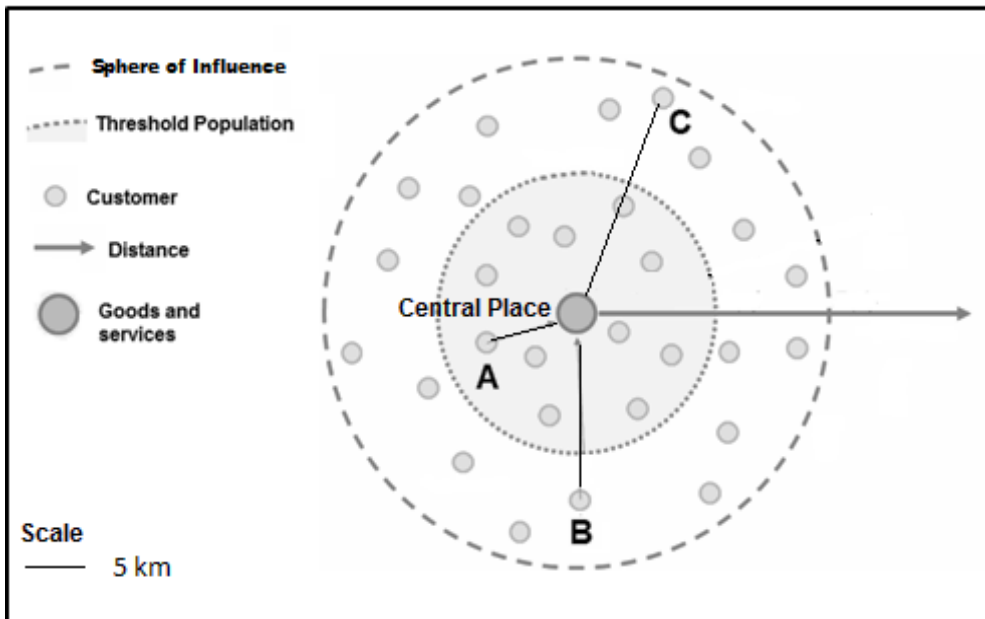 Sphere of Influence
Threshold Population
Customer
Distance
Goods and
services
C
Central Place
A
B
Scale
5 km